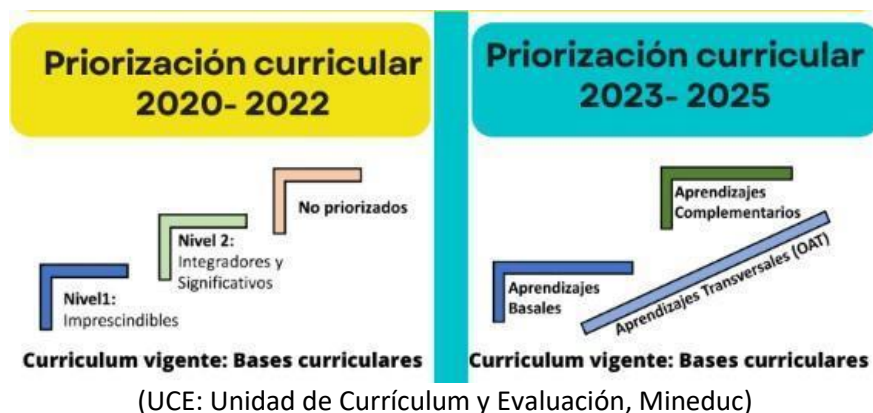 Priorización curricular
2020- 2022
No priorizados
Nivel 2:
Integradores y
Significativos
Nivel1:
Imprescindibles
Curriculum vigente: Bases curriculares
Priorización curricular
2023- 2025
Aprendizajes
Complementarios
Aprendizajes
Basales
Aprendizajes Transversales (OAT)
Curriculum vigente: Bases curriculares
(UCE: Unidad de Currículum y Evaluación, Mineduc)